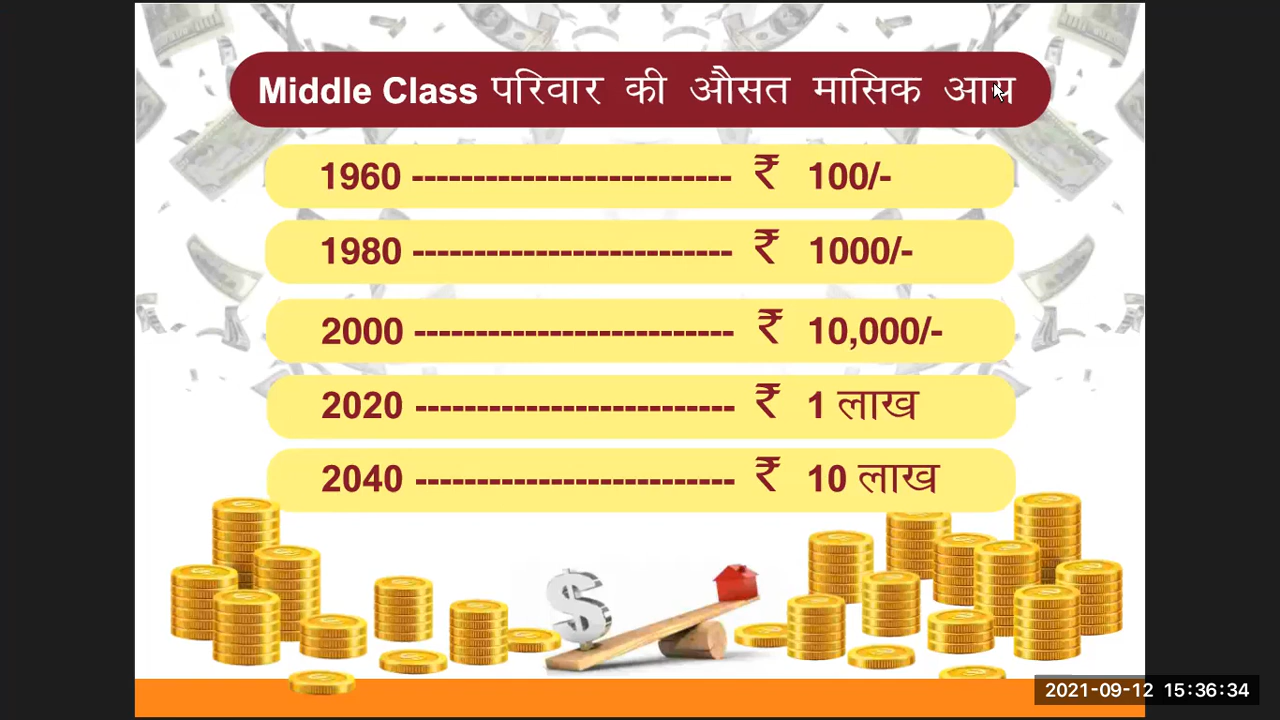 Middle Class परिवार की औसत मासिक आय
1960 -------------------------- ₹ 100/-
1980 -------------------------- ₹ 1000/-
2000 -------------------------- ₹ 10,000/-
2020 -------------------------- ₹ 1 लाख
2040 -------------------------- ₹ 10 लाख
$
2021-09-12 15:36:34